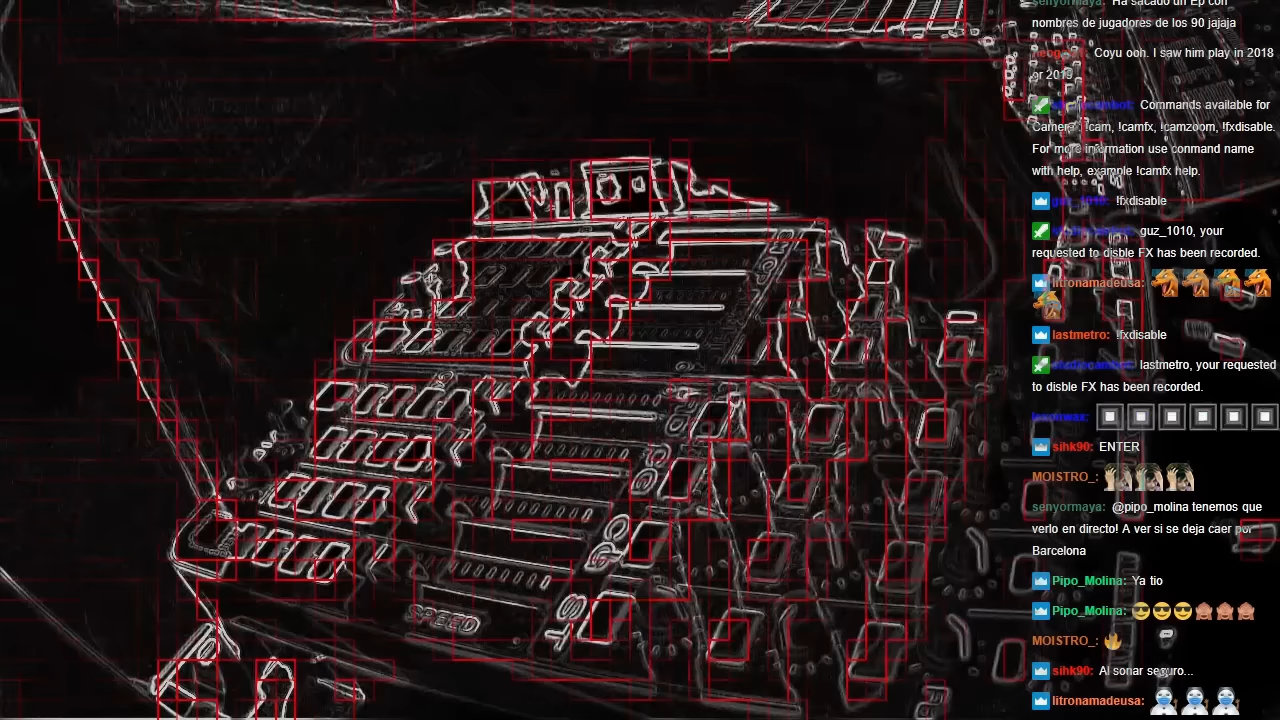 senyormaya: Ha sacado un Ep con
nombres de jugadores de los 90 jajaja
Coyu ooh. I saw him play in 2018
or 2019
Commands available for
Camera: !cam, !camfx, !camzoom, !fxdisable.
For more information use command name
with help, example !camfx help.
guz_1010: !fxdisable
guz_1010, your
requested to disble FX has been recorded.
litronamadeusa:
lastmetro: !fxdisable
lastmetro, your requested
to disble FX has been recorded.
sihk90: ENTER
MOISTRO_:
senyormaya: @pipo_molina tenemos que
verlo en directo! A ver si se deja caer por
Barcelona
Pipo_Molina: Ya tio
Pipo_Molina:
MOISTRO_:
sihk90: Al sonar seguro...
litronamadeusa:
SPEED